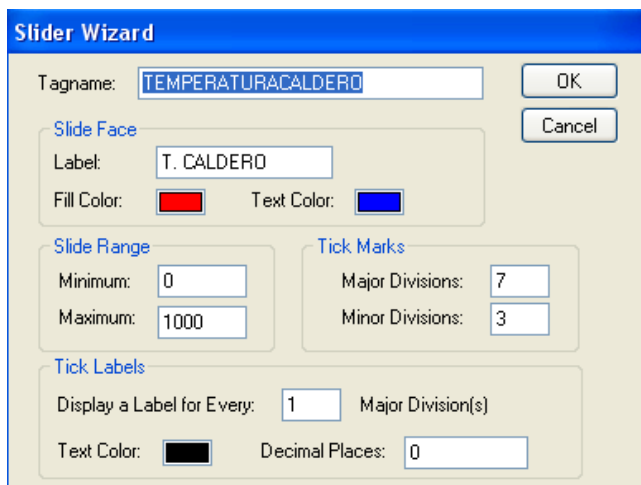 Slider Wizard
Tagname: TEMPERATURACALDERO OK
Cancel
Slide Face
Label: T. CALDERO
Fill Color: Text Color:
Slide Range Tick Marks
Minimum: 0 Major Divisions: 7
Maximum: 1000 Minor Divisions: 3
Tick Labels
Display a Label for Every: 1 Major Division(s)
Text Color: Decimal Places: 0